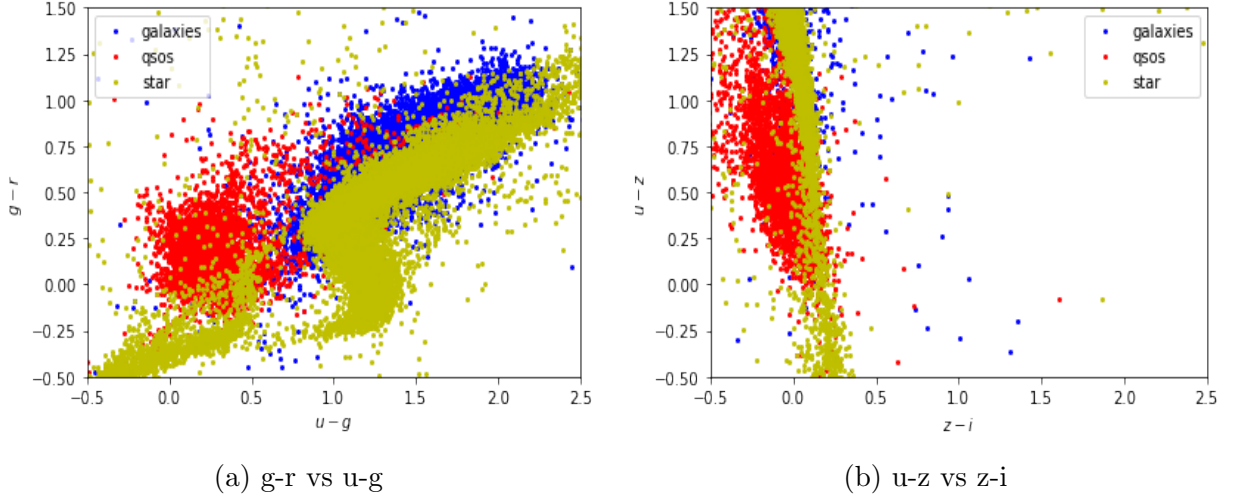 galaxies
qsos
star
1.50
1.25
1.00
0.75
0.50
0.25
0.00
−0.25
−0.50
g − r
−0.5 0.0 0.5 1.0 1.5 2.0 2.5
u − g
(a) g-r vs u-g
galaxies
qsos
star
1.50
1.25
1.00
0.75
0.50
0.25
0.00
−0.25
−0.50
u − z
−0.5 0.0 0.5 1.0 1.5 2.0 2.5
z − i
(b) u-z vs z-i